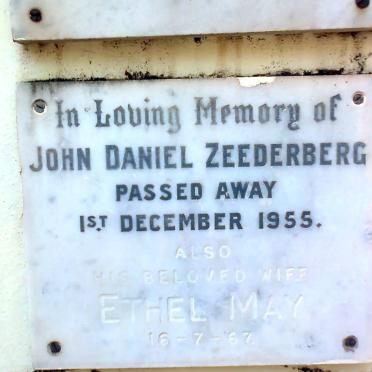 In Loving Memory of
JOHN DANIEL ZEEDERBERG
PASSED AWAY
1ST DECEMBER 1955.
ALSO
HIS BELOVED WIFE
ETHEL MAY
16-7-67